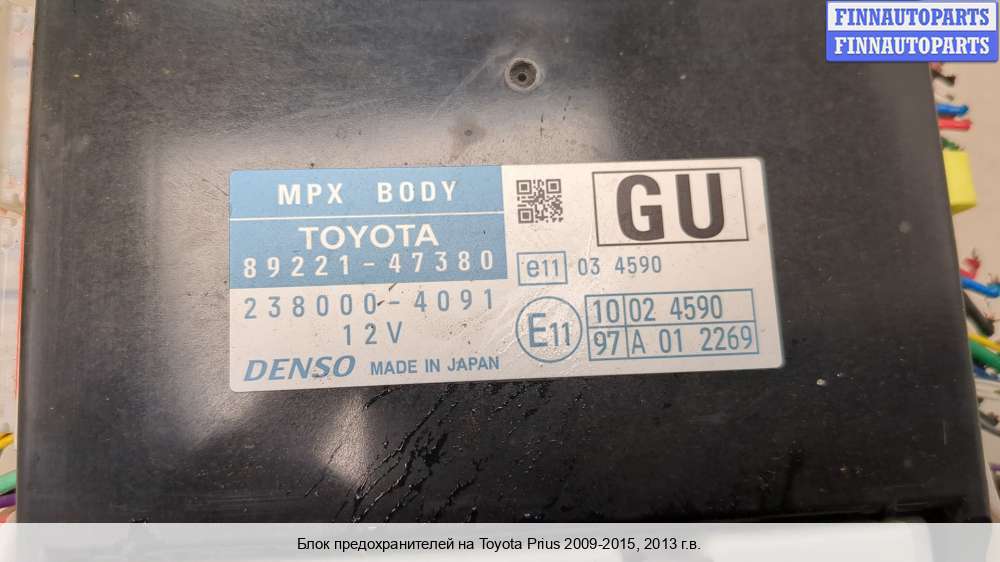 FINNAUTOPARTS
FINNAUTOPARTS
MPX BODY
TOYOTA
89221-47380
238000-4091
12V
DENSO MADE IN JAPAN
GU
e11 03 4590
E11
10 02 4590
97 A 01 2269
Блок предохранителей на Toyota Prius 2009-2015, 2013 г.в.